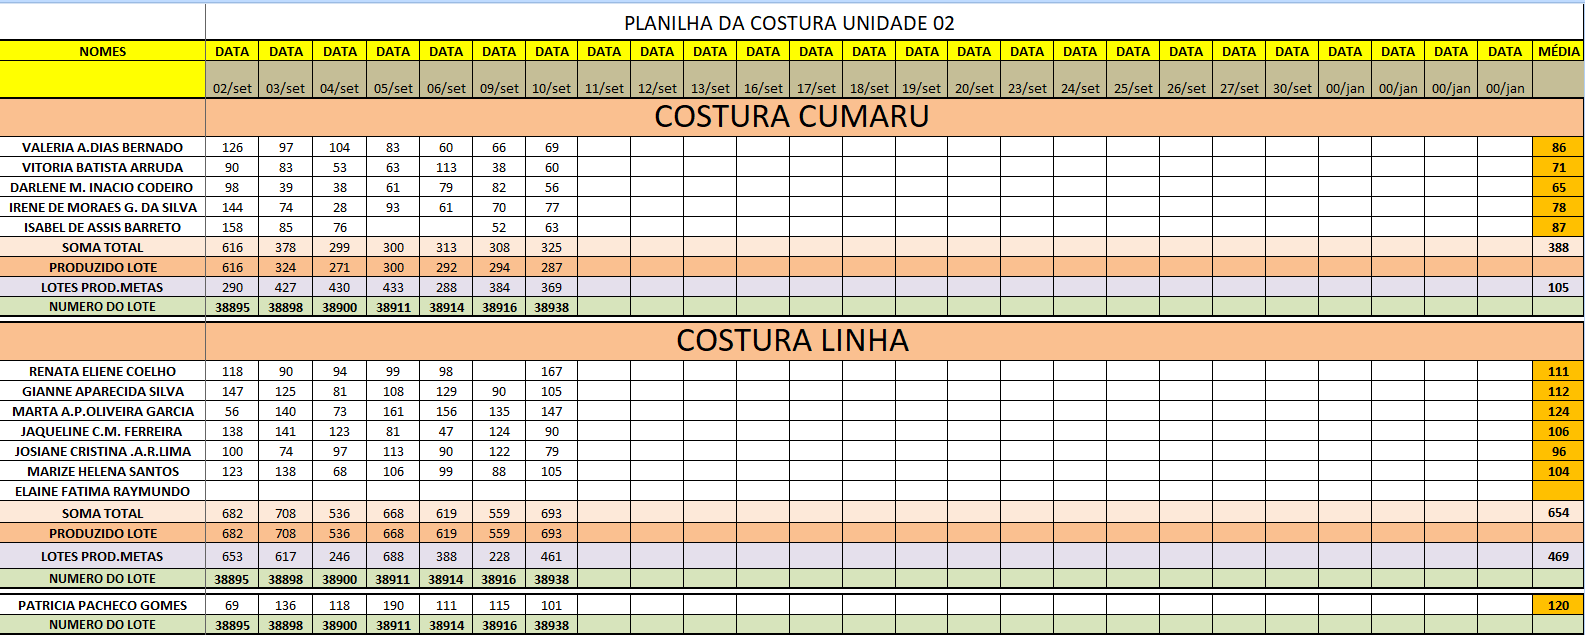 PLANILHA DA COSTURA UNIDADE 02
NOMES DATA DATA DATA DATA DATA DATA DATA DATA DATA DATA DATA DATA DATA DATA DATA DATA DATA DATA DATA DATA DATA DATA DATA DATA DATA MÉDIA
02/set 03/set 04/set 05/set 06/set 09/set 10/set 11/set 12/set 13/set 16/set 17/set 18/set 19/set 20/set 23/set 24/set 25/set 26/set 27/set 30/set 00/jan 00/jan 00/jan 00/jan
COSTURA CUMARU
VALERIA A.DIAS BERNADO 126 97 104 83 60 66 69 86
VITORIA BATISTA ARRUDA 90 83 53 63 113 38 60 71
DARLENE M. INACIO CODEIRO 98 39 38 61 79 82 56 65
IRENE DE MORAES G. DA SILVA 144 74 28 93 61 70 77 78
ISABEL DE ASSIS BARRETO 158 85 76 52 63 87
SOMA TOTAL 616 378 299 300 313 308 325 388
PRODUZIDO LOTE 616 324 271 300 292 294 287
LOTES PROD.METAS 290 427 430 433 288 384 369 105
NUMERO DO LOTE 38895 38898 38900 38911 38914 38916 38938
COSTURA LINHA
RENATA ELIENE COELHO 118 90 94 99 98 167 111
GIANNE APARECIDA SILVA 147 125 81 108 129 90 105 112
MARTA A.P.OLIVEIRA GARCIA 56 140 73 161 156 135 147 124
JAQUELINE C.M. FERREIRA 138 141 123 81 47 124 90 106
JOSIANE CRISTINA .A.R.LIMA 100 74 97 113 90 122 79 96
MARIZE HELENA SANTOS 123 138 68 106 99 88 105 104
ELAINE FATIMA RAYMUNDO
SOMA TOTAL 682 708 536 668 619 559 693 654
PRODUZIDO LOTE 682 708 536 668 619 559 693
LOTES PROD.METAS 653 617 246 688 388 228 461 469
NUMERO DO LOTE 38895 38898 38900 38911 38914 38916 38938
PATRICIA PACHECO GOMES 69 136 118 190 111 115 101 120
NUMERO DO LOTE 38895 38898 38900 38911 38914 38916 38938